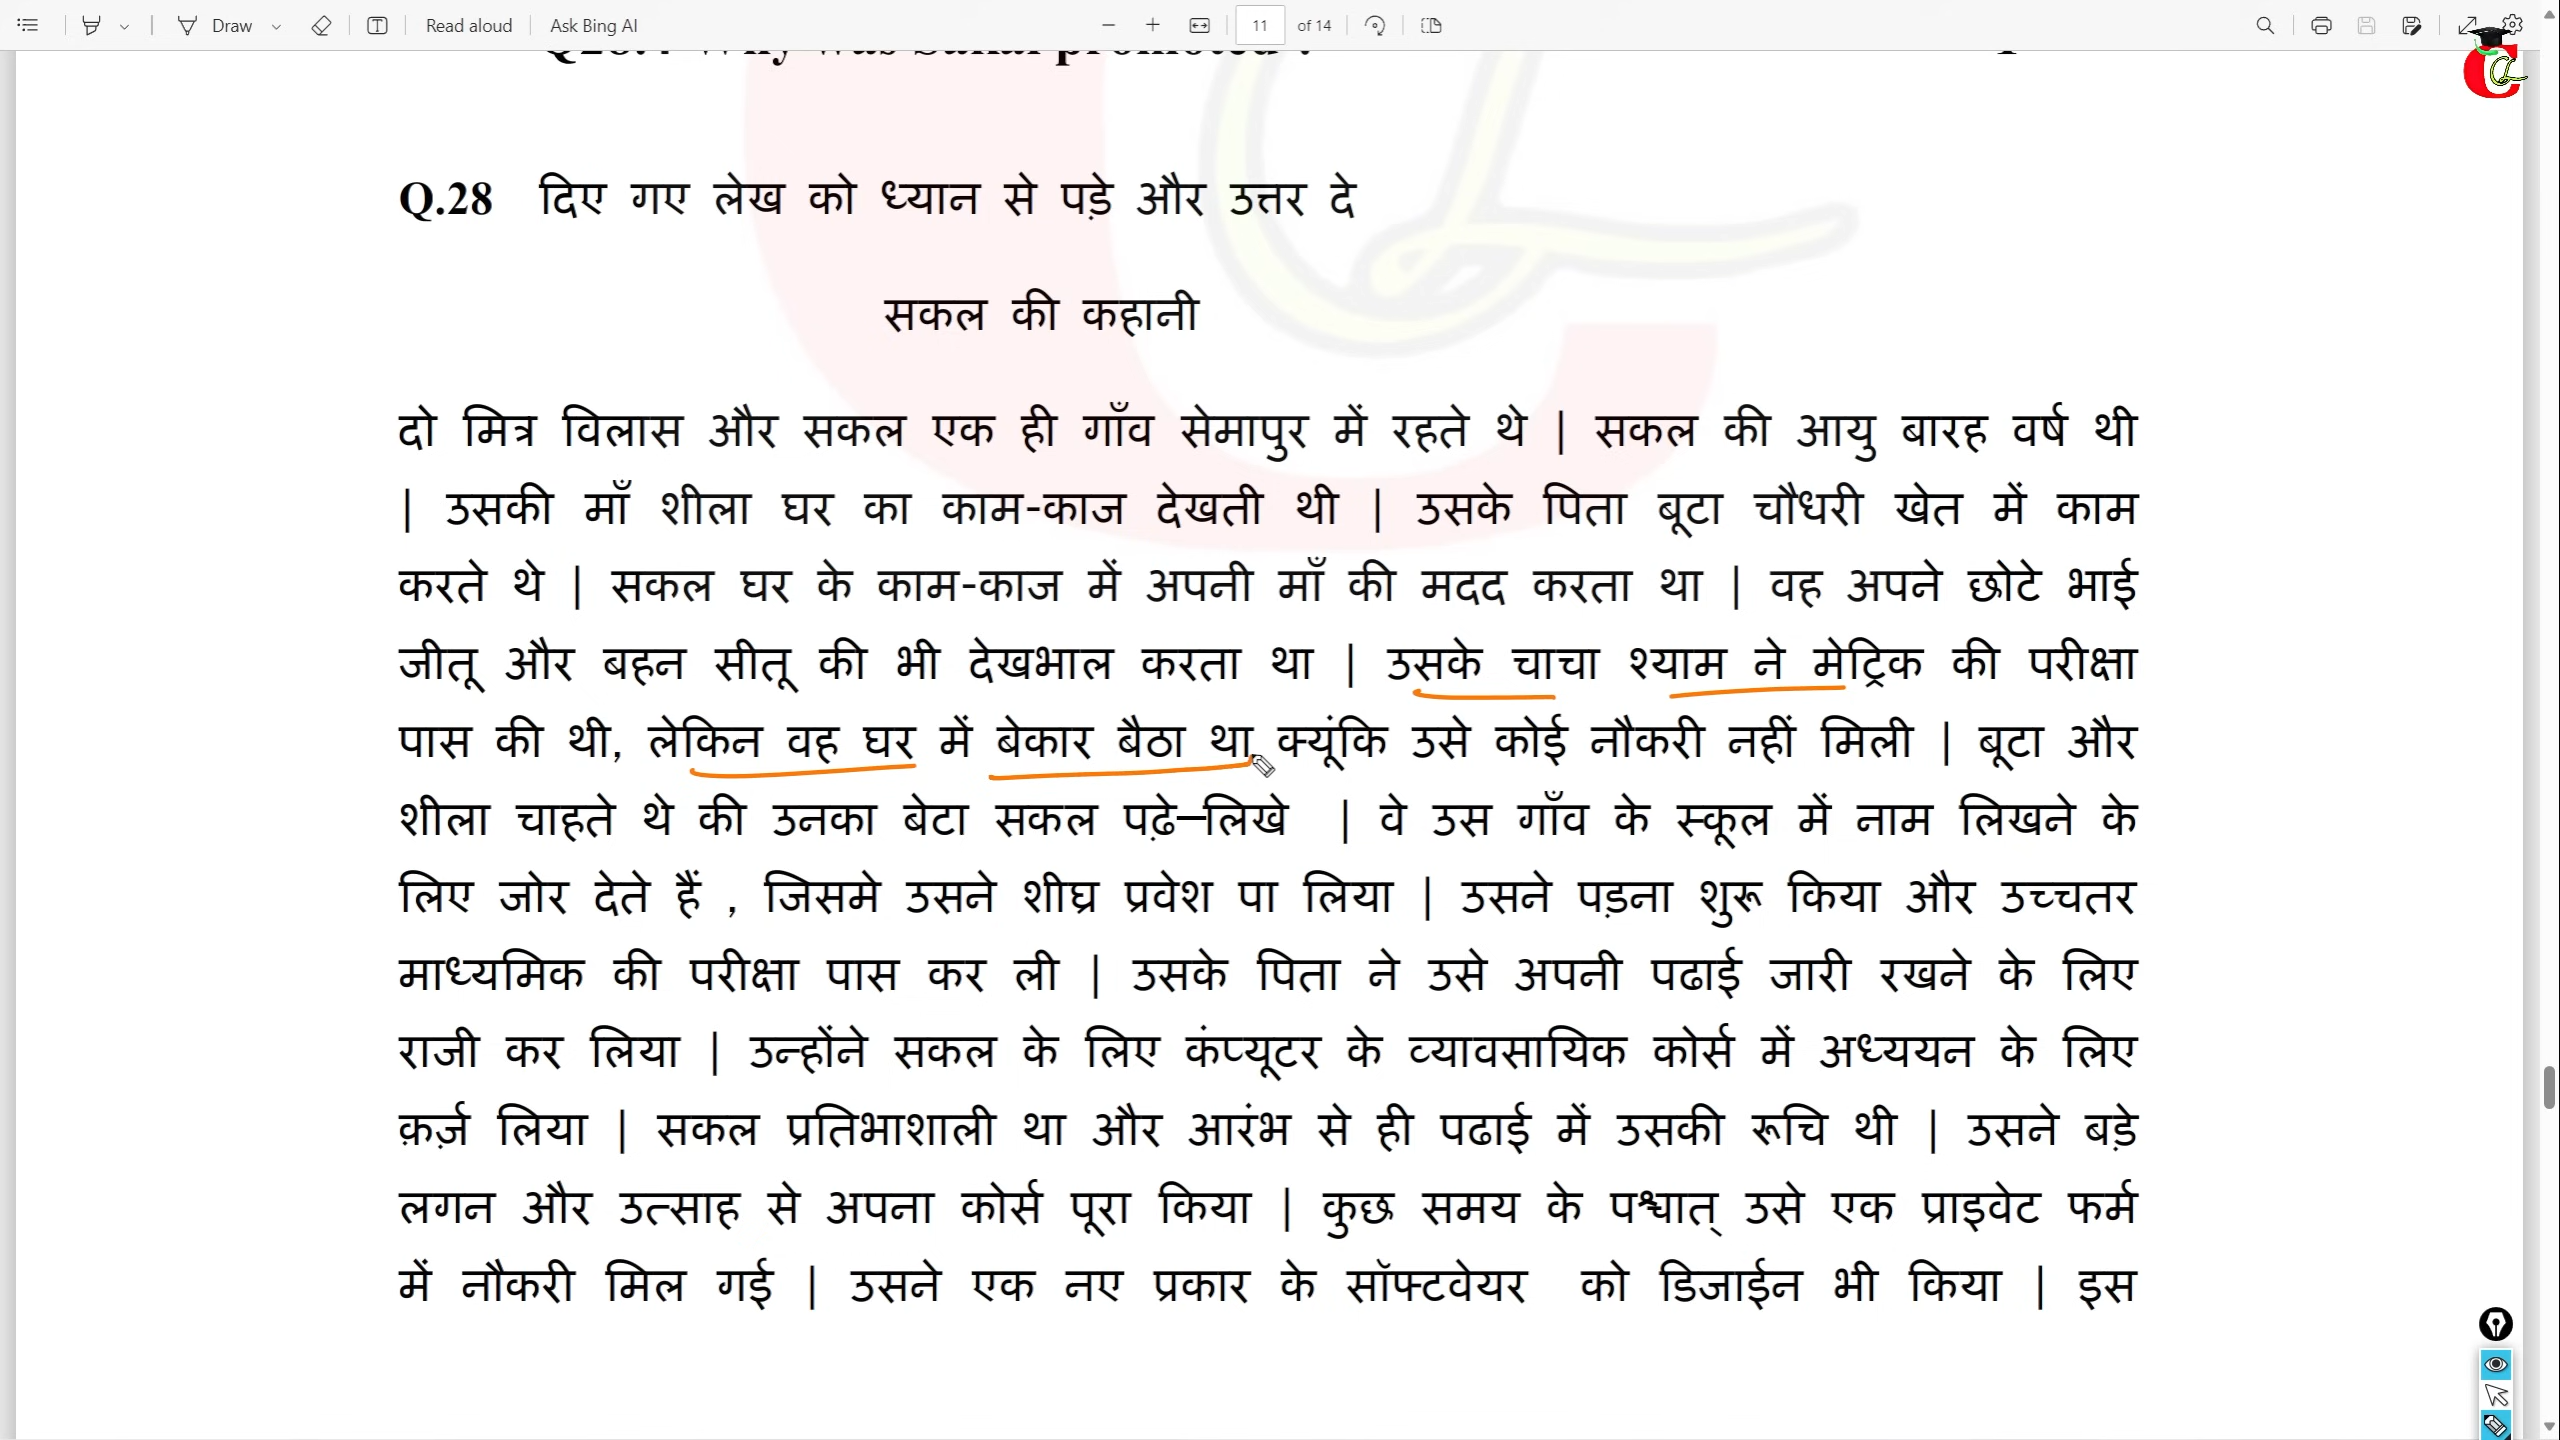 Read aloud
Draw
Ask Bing AI
11 of 14
Q.28 दिए गए लेख को ध्यान से पड़े और उत्तर दे
सकल की कहानी
दो मित्र विलास और सकल एक ही गाँव सेमापुर में रहते थे | सकल की आयु बारह वर्ष थी
| उसकी माँ शीला घर का काम-काज देखती थी | उसके पिता बूटा चौधरी खेत में काम
करते थे | सकल घर के काम-काज में अपनी माँ की मदद करता था | वह अपने छोटे भाई
जीतू और बहन सीतू की भी देखभाल करता था | उसके चाचा श्याम ने मेट्रिक की परीक्षा
पास की थी, लेकिन वह घर में बेकार बैठा था क्यूंकि उसे कोई नौकरी नहीं मिली | बूटा और
शीला चाहते थे की उनका बेटा सकल पढ़े–लिखे | वे उस गाँव के स्कूल में नाम लिखने के
लिए जोर देते हैं , जिसमे उसने शीघ्र प्रवेश पा लिया | उसने पड़ना शुरू किया और उच्चतर
माध्यमिक की परीक्षा पास कर ली | उसके पिता ने उसे अपनी पढाई जारी रखने के लिए
राजी कर लिया | उन्होंने सकल के लिए कंप्यूटर के व्यावसायिक कोर्स में अध्ययन के लिए
क़र्ज़ लिया | सकल प्रतिभाशाली था और आरंभ से ही पढाई में उसकी रूचि थी | उसने बड़े
लगन और उत्साह से अपना कोर्स पूरा किया | कुछ समय के पश्चात् उसे एक प्राइवेट फर्म
में नौकरी मिल गई | उसने एक नए प्रकार के सॉफ्टवेयर को डिजाईन भी किया | इस